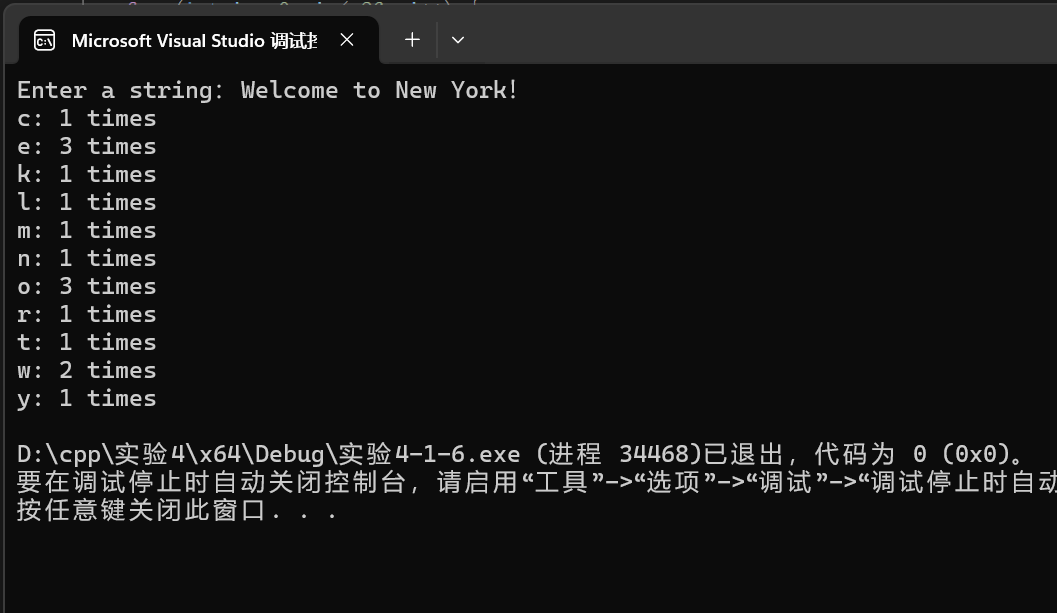 Microsoft Visual Studio 调试
Enter a string: Welcome to New York!
c: 1 times
e: 3 times
k: 1 times
l: 1 times
m: 1 times
n: 1 times
o: 3 times
r: 1 times
t: 1 times
w: 2 times
y: 1 times
D:\cpp\实验4\x64\Debug\实验4-1-6.exe (进程 34468)已退出，代码为 0 (0x0)。
要在调试停止时自动关闭控制台，请启用“工具”->“选项”->“调试”->“调试停止时自动
按任意键关闭此窗口. . .